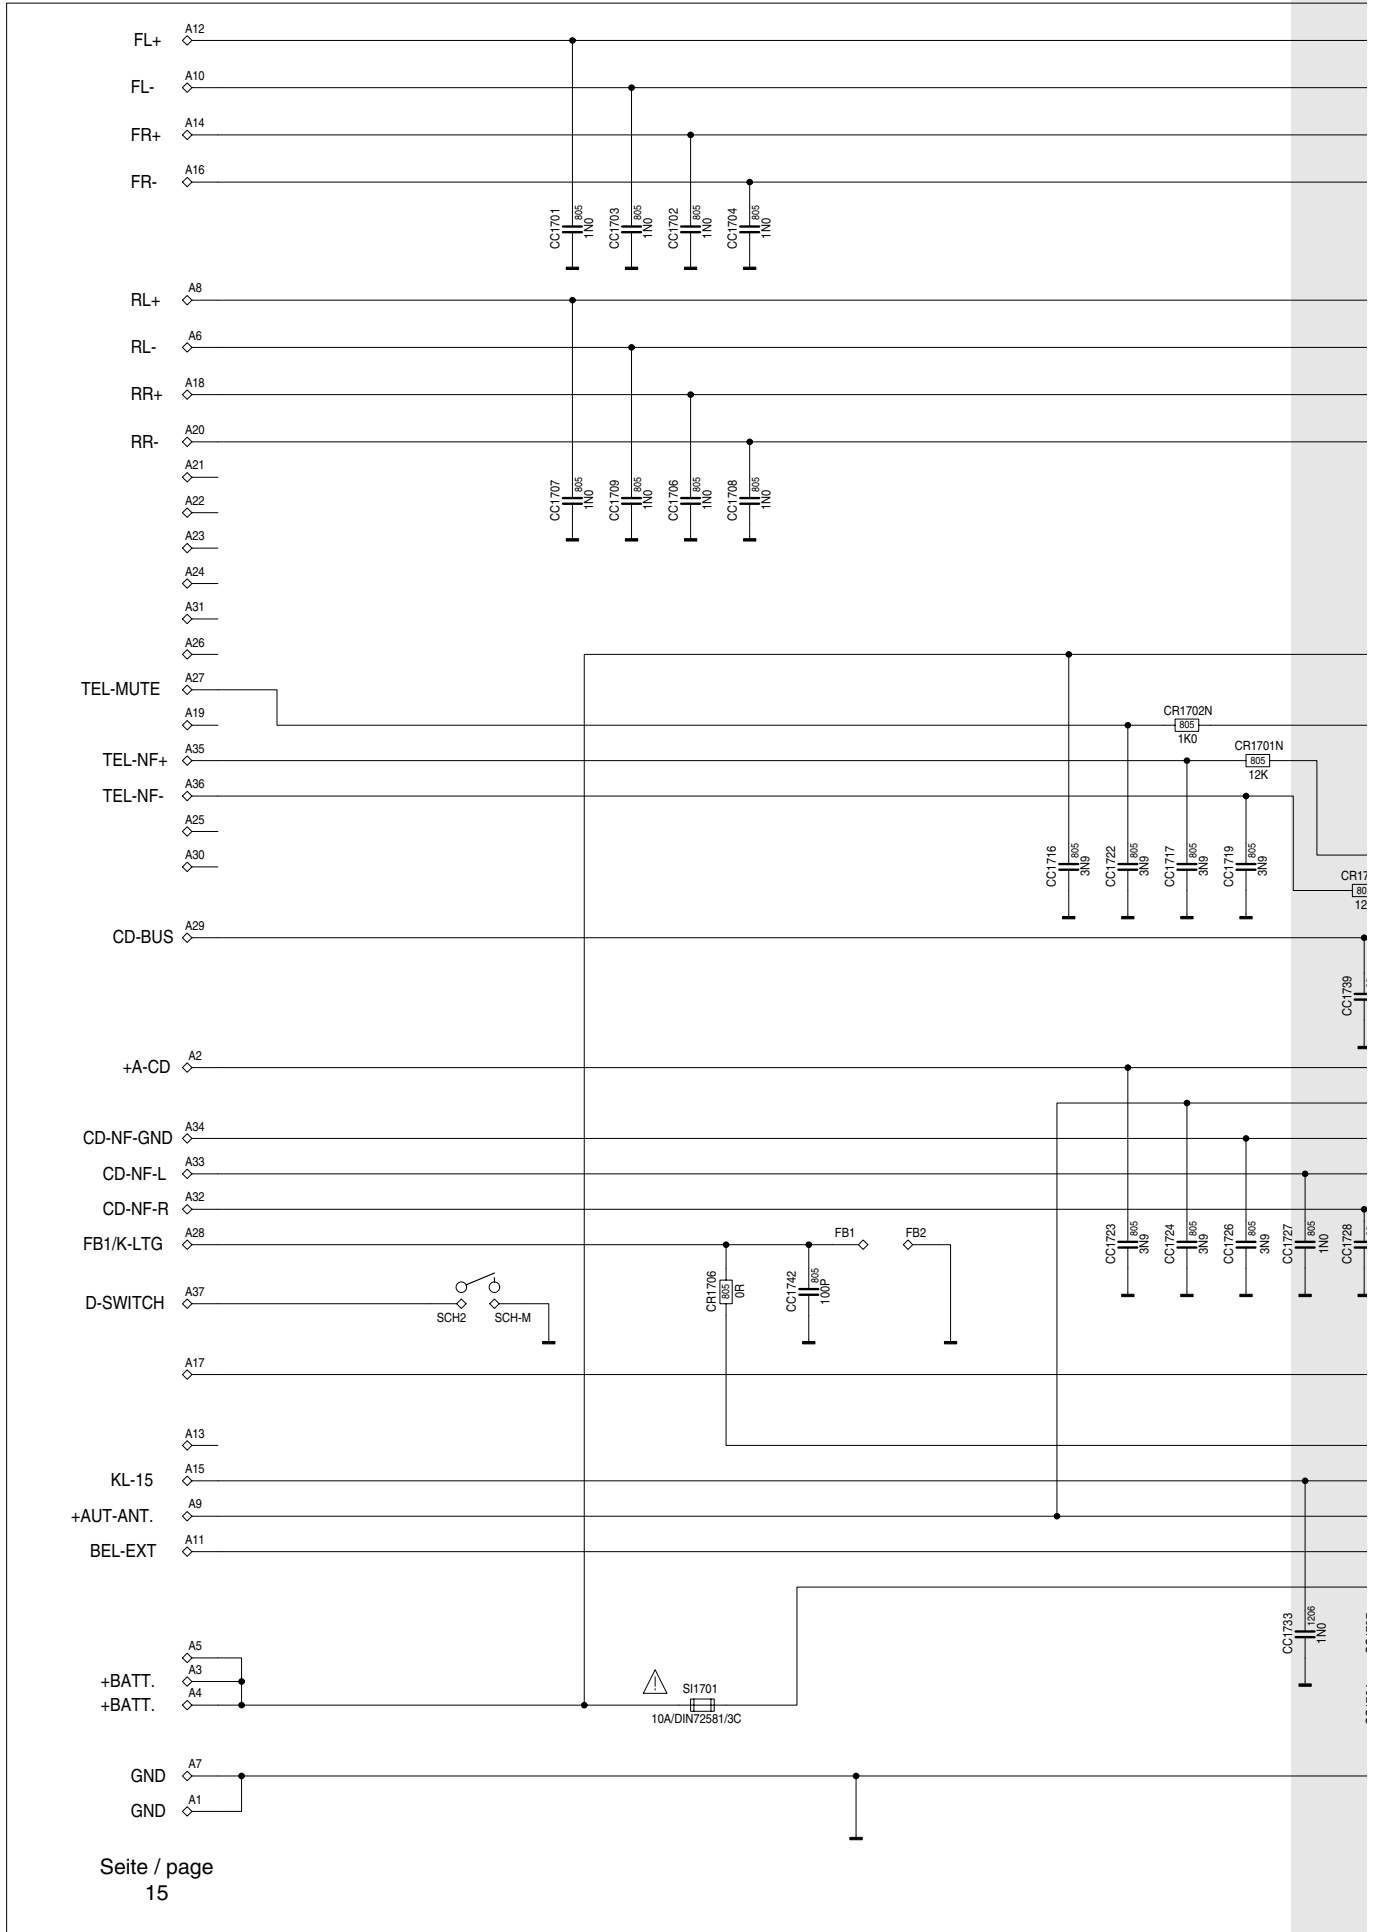 A12
FL+
A10
FL-
A14
FR+
A16
FR-
CC1701 805 1N0
CC1703 805 1N0
CC1702 805 1N0
CC1704 805 1N0
A8
RL+
A6
RL-
A18
RR+
A20
RR-
A21
A22
A23
A24
A31
A26
CC1707 805 1N0
CC1709 805 1N0
CC1706 805 1N0
CC1708 805 1N0
A27
TEL-MUTE
A19
CR1702N
805
1K0
A35
TEL-NF+
CR1701N
805
12K
A36
TEL-NF-
A25
A30
CC1716 805 3N9
CC1722 805 3N9
CC1717 805 3N9
CC1719 805 3N9
CR17
80
12
A29
CD-BUS
CC1739
A2
+A-CD
A34
CD-NF-GND
A33
CD-NF-L
A32
CD-NF-R
A28
FB1/K-LTG
FB1
FB2
CC1723 805 3N9
CC1724 805 3N9
CC1726 805 3N9
CC1727 805 1N0
CC1728
CR1706 805 0R
CC1742 805 100P
A37
D-SWITCH
SCH2
SCH-M
A17
A13
A15
KL-15
A9
+AUT-ANT.
A11
BEL-EXT
CC1733 1206 1N0
A5
A3
+BATT.
A4
+BATT.
SI1701
10A/DIN72581/3C
A7
GND
A1
GND
Seite / page
15